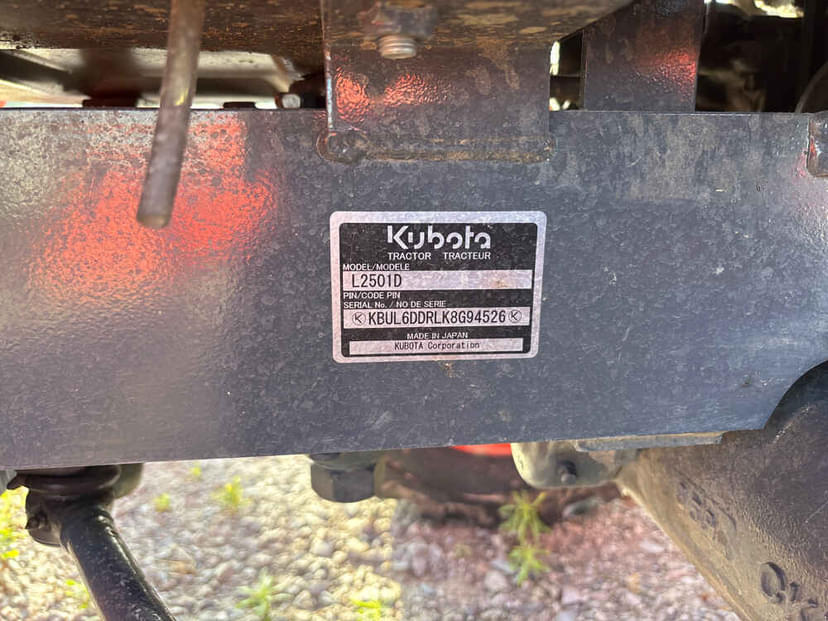 Kubota
TRACTOR TRACTEUR
MODEL/MODELE
L2501D
PIN/CODE PIN
SERIAL No. / NO DE SERIE
KBUL6DDRLK8G94526
MADE IN JAPAN
KUBOTA Corporation